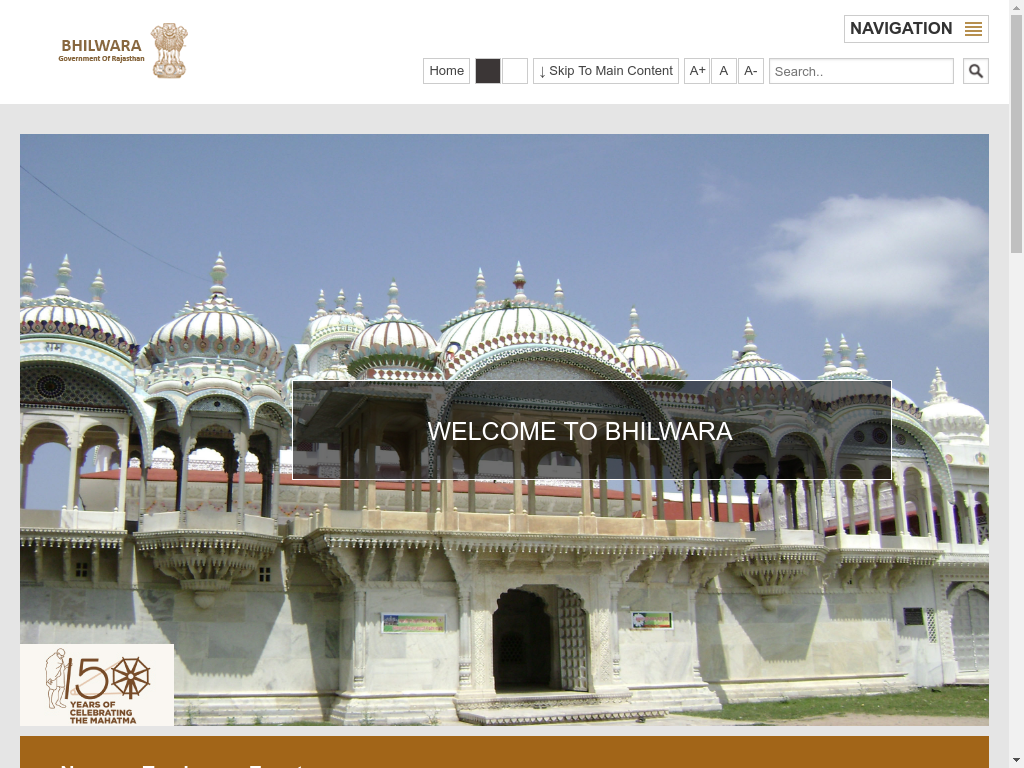 BHILWARA
Government Of Rajasthan
NAVIGATION
Home
↓ Skip To Main Content
A+
A
A-
Search..
WELCOME TO BHILWARA
150
YEARS OF
CELEBRATING
THE MAHATMA